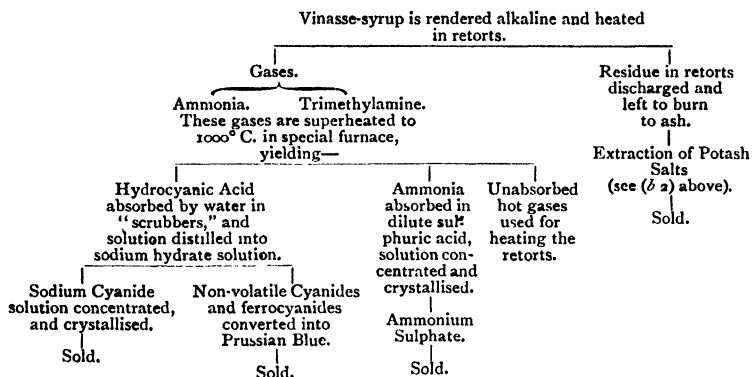 Vinasse-syrup is rendered alkaline and heated
in retorts.
Gases.
Ammonia. Trimethylamine.
These gases are superheated to
1000° C. in special furnace,
yielding—
Residue in retorts
discharged and
left to burn
to ash.
Extraction of Potash
Salts
(see (b 2) above).
Sold.
Hydrocyanic Acid
absorbed by water in
"scrubbers," and
solution distilled into
sodium hydrate solution.
Ammonia
absorbed in
dilute sul-
phuric acid,
solution con-
centrated and
crystallised.
Ammonium
Sulphate.
Sold.
Unabsorbed
hot gases
used for
heating the
retorts.
Sodium Cyanide
solution concentrated,
and crystallised.
Sold.
Non-volatile Cyanides
and ferrocyanides
converted into
Prussian Blue.
Sold.